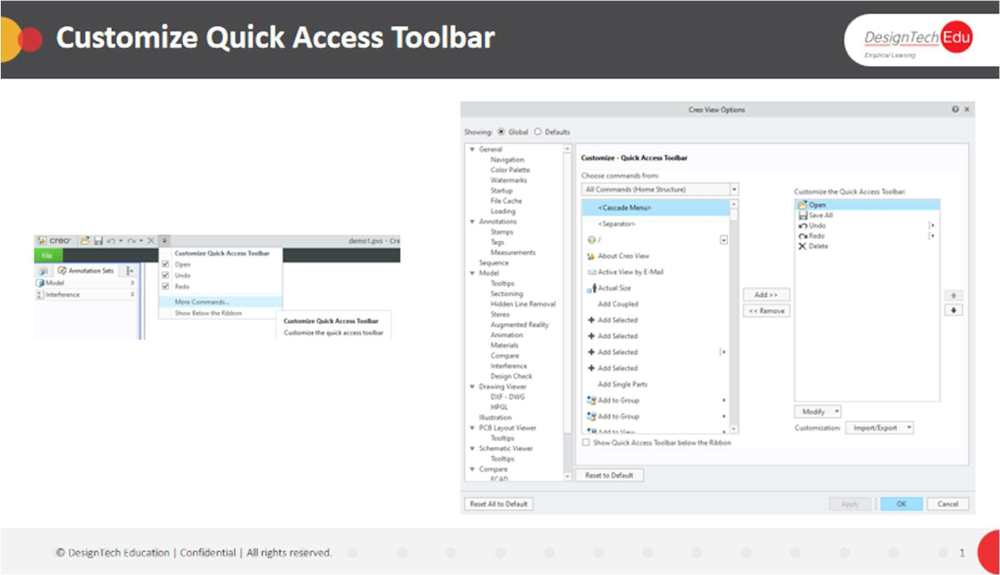 Customize Quick Access Toolbar
DesignTech Edu
Empirical Learning
creo
demo1.pvs - Cre
File
Customize Quick Access Toolbar
Open
Undo
Redo
More Commands...
Show Below the Ribbon
Annotation Sets
Model
Interference
Customize Quick Access Toolbar
Customize the quick access toolbar
Creo View Options
Showing: Global Defaults
General
Navigation
Color Palette
Watermarks
Startup
File Cache
Loading
Annotations
Stamps
Tags
Measurements
Sequence
Model
Tooltips
Sectioning
Hidden Line Removal
Stereo
Augmented Reality
Animation
Materials
Compare
Interference
Design Check
Drawing Viewer
DXF - DWG
HPGL
Illustration
PCB Layout Viewer
Tooltips
Schematic Viewer
Tooltips
Compare
ECAD
Customize - Quick Access Toolbar
Choose commands from:
All Commands (Home Structure)
<Cascade Menu>
<Separator>
/
About Creo View
Active View by E-Mail
Actual Size
Add Coupled
Add Selected
Add Selected
Add Selected
Add Selected
Add Single Parts
Add to Group
Add to Group
Add to View
Show Quick Access Toolbar below the Ribbon
Add >>
<< Remove
Customize the Quick Access Toolbar:
Open
Save All
Undo
Redo
Delete
Modify
Customization: Import/Export
Reset to Default
Reset All to Default
Apply
OK
Cancel
© DesignTech Education | Confidential | All rights reserved.
1